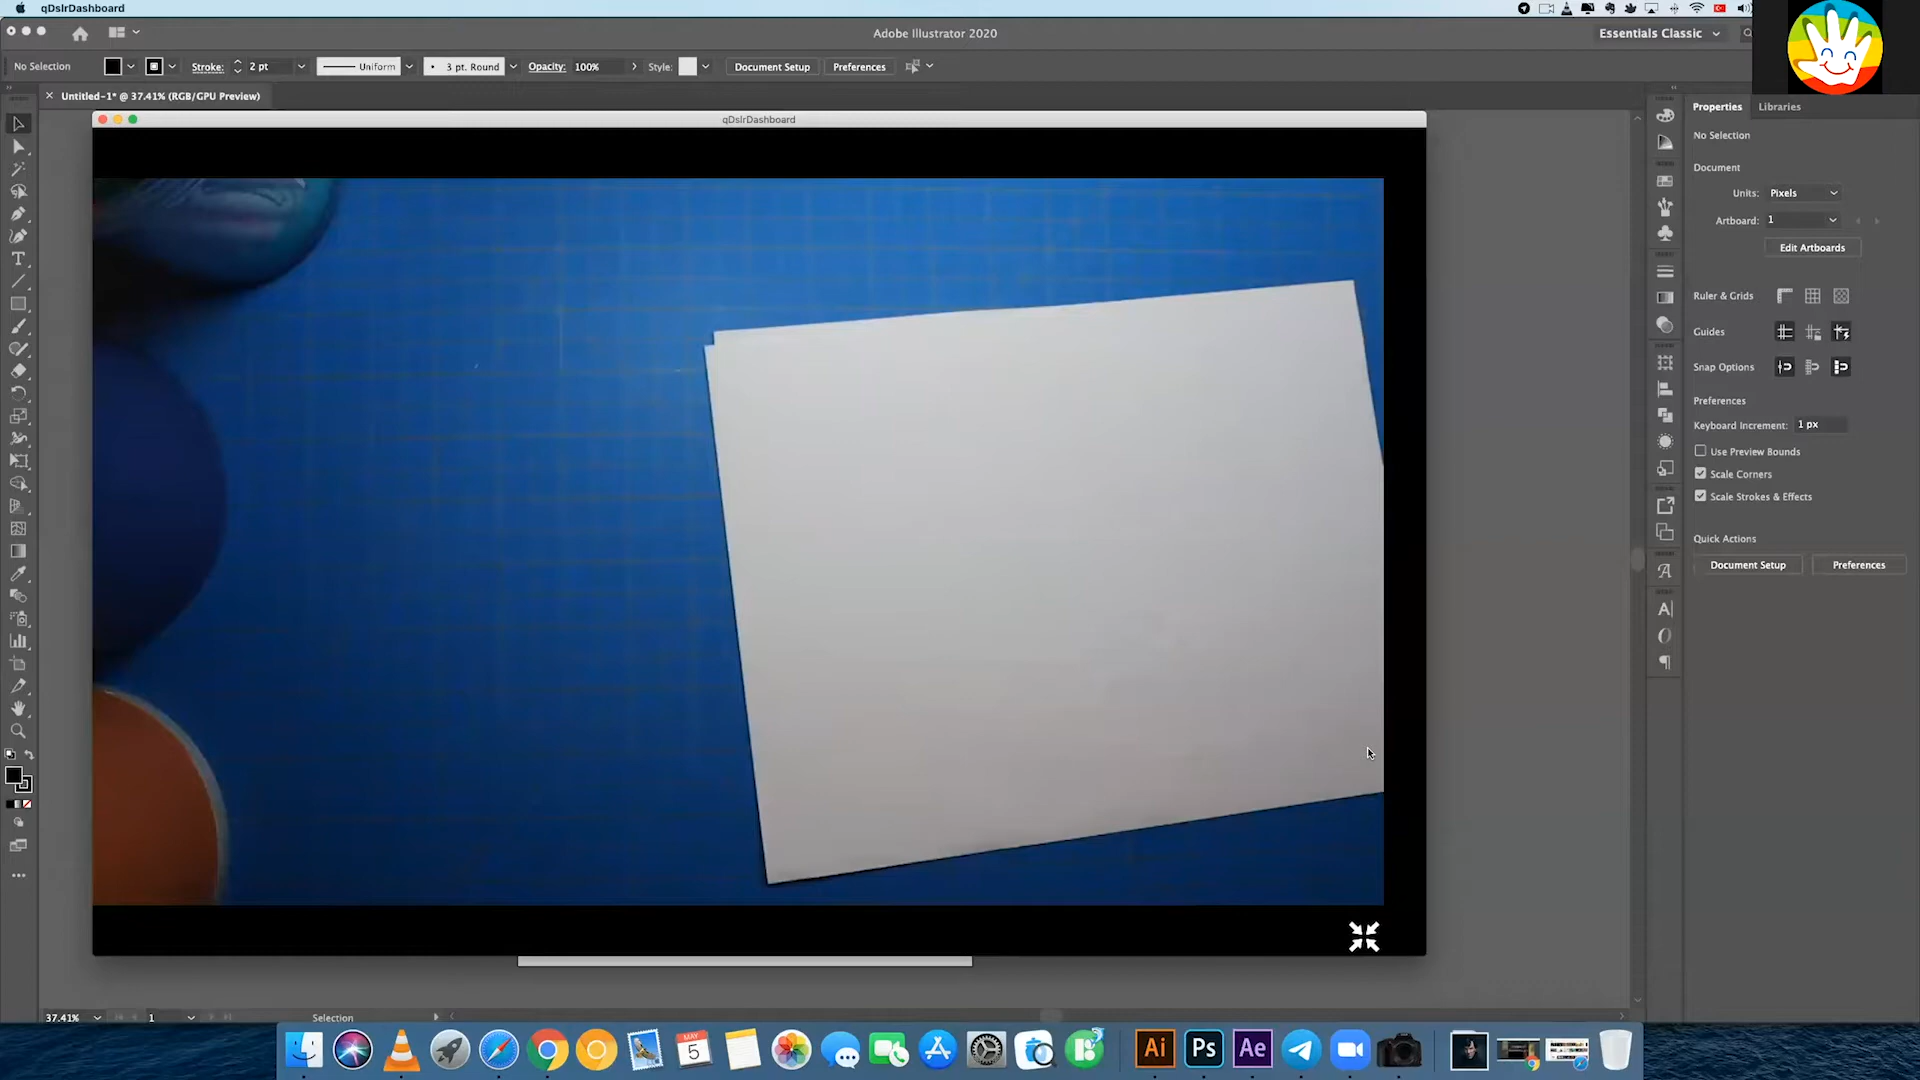 qDslrDashboard
Adobe Illustrator 2020
Essentials Classic
No Selection
Stroke:
2 pt
Uniform
3 pt. Round
Opacity:
100%
Style:
Document Setup
Preferences
Untitled-1* @ 37.41% (RGB/GPU Preview)
qDslrDashboard
Properties
Libraries
No Selection
Document
Units:
Pixels
Artboard:
1
Edit Artboards
Ruler & Grids
Guides
Snap Options
Preferences
Keyboard Increment:
1 px
Use Preview Bounds
Scale Corners
Scale Strokes & Effects
Quick Actions
Document Setup
Preferences
37.41%
1
Selection
MAY
5
Ai
Ps
Ae